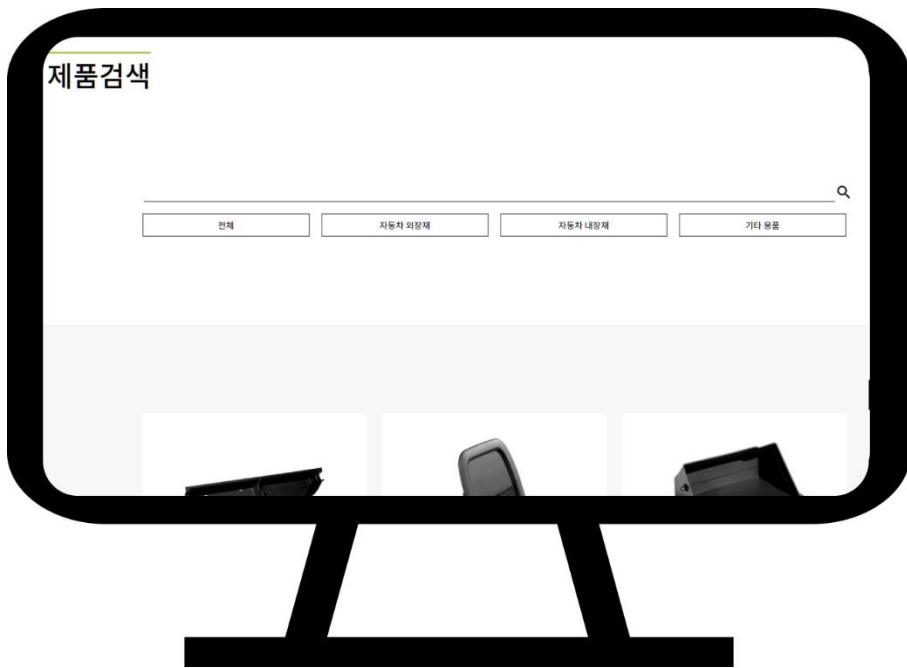 제품검색
전체
자동차 외장재
자동차 내장재
기타 용품